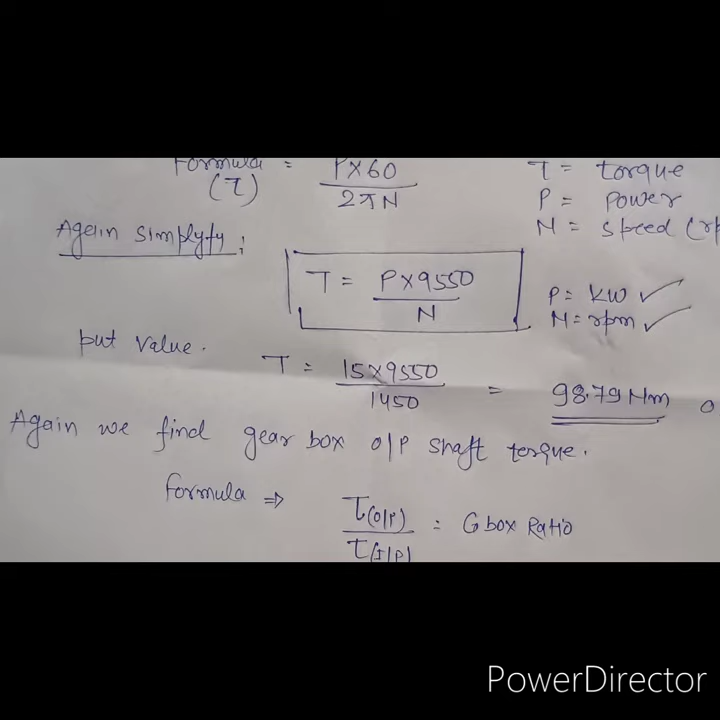 Formula = P×60 / 2πN
(τ)
T = torque
P = Power
N = speed (rp
Again simplyfy:
T = P×9550 / N
P = KW ✓
N = rpm ✓
put value.
T = 15×9550 / 1450 = 98.79 Nm
Again we find gear box o/p shaft torque.
formula ⇒ τ(O/P) / τ(I/P) = G box Ratio
PowerDirector